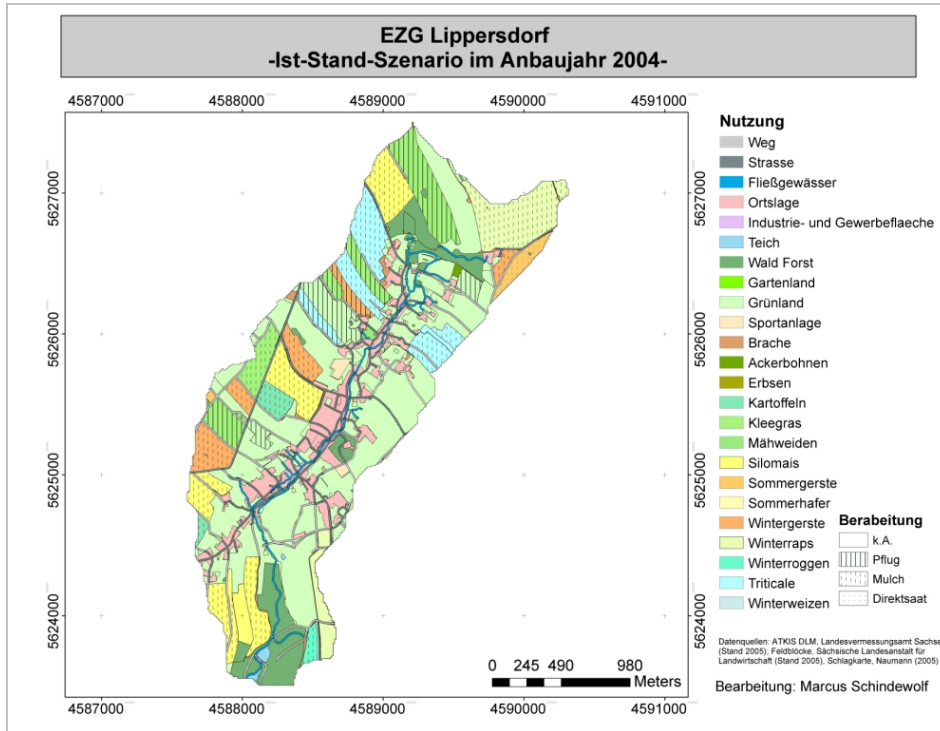 EZG Lippersdorf
-Ist-Stand-Szenario im Anbaujahr 2004-
4587000 4588000 4589000 4590000 4591000
5627000
5626000
5625000
5624000
5627000
5626000
5625000
5624000
4587000 4588000 4589000 4590000 4591000
0 245 490 980
Meters
Nutzung
Weg
Strasse
Fließgewässer
Ortslage
Industrie- und Gewerbeflaeche
Teich
Wald Forst
Gartenland
Grünland
Sportanlage
Brache
Ackerbohnen
Erbsen
Kartoffeln
Kleegras
Mähweiden
Silomais
Sommergerste
Sommerhafer
Wintergerste
Winterraps
Winterroggen
Triticale
Winterweizen
Berabeitung
k.A.
Pflug
Mulch
Direktsaat
Datenquellen: ATKIS DLM, Landesvermessungsamt Sachse
(Stand 2005); Feldblöcke, Sächsische Landesanstalt für
Landwirtschaft (Stand 2005), Schlagkarte, Naumann (2005)
Bearbeitung: Marcus Schindewolf